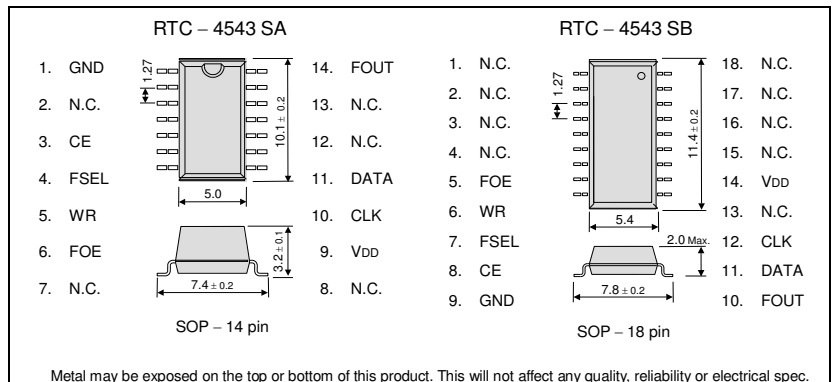 RTC – 4543 SA
1. GND
2. N.C.
3. CE
4. FSEL
5. WR
6. FOE
7. N.C.
14. FOUT
13. N.C.
12. N.C.
11. DATA
10. CLK
9. VDD
8. N.C.
1.27
10.1 ± 0.2
5.0
3.2 ± 0.1
7.4 ± 0.2
SOP – 14 pin
RTC – 4543 SB
1. N.C.
2. N.C.
3. N.C.
4. N.C.
5. FOE
6. WR
7. FSEL
8. CE
9. GND
18. N.C.
17. N.C.
16. N.C.
15. N.C.
14. VDD
13. N.C.
12. CLK
11. DATA
10. FOUT
1.27
11.4 ± 0.2
5.4
2.0 Max.
7.8 ± 0.2
SOP – 18 pin
Metal may be exposed on the top or bottom of this product. This will not affect any quality, reliability or electrical spec.